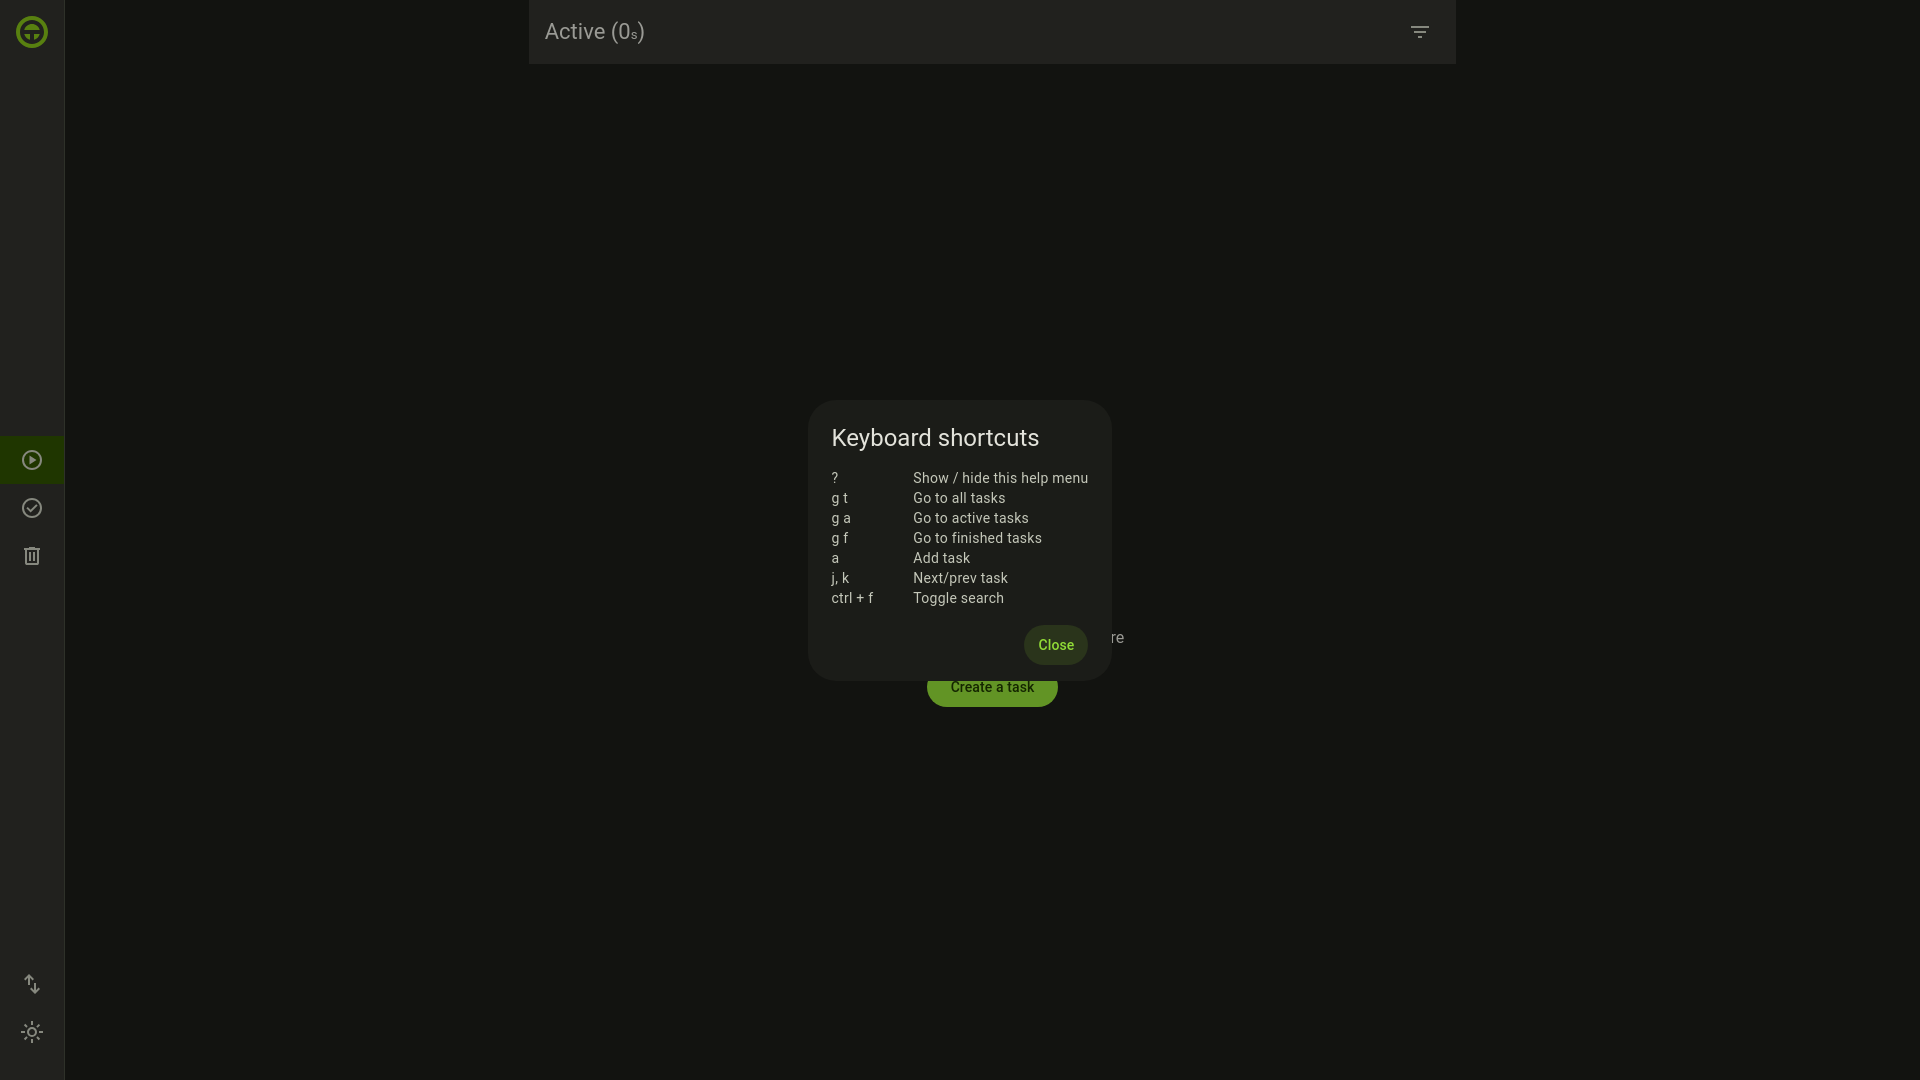 Active (0s)
Keyboard shortcuts
? Show / hide this help menu
g t Go to all tasks
g a Go to active tasks
g f Go to finished tasks
a Add task
j, k Next/prev task
ctrl + f Toggle search
re
Close
Create a task